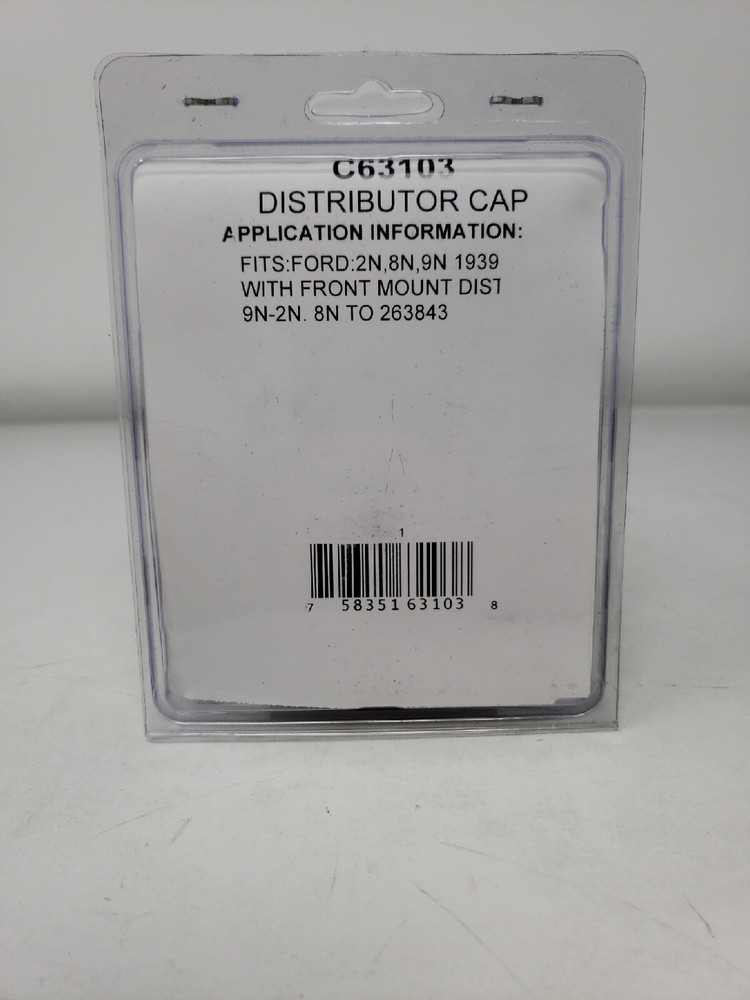 C63103
DISTRIBUTOR CAP
APPLICATION INFORMATION:
FITS:FORD:2N,8N,9N 1939
WITH FRONT MOUNT DIST
9N-2N. 8N TO 263843
1
7 58351 63103 8